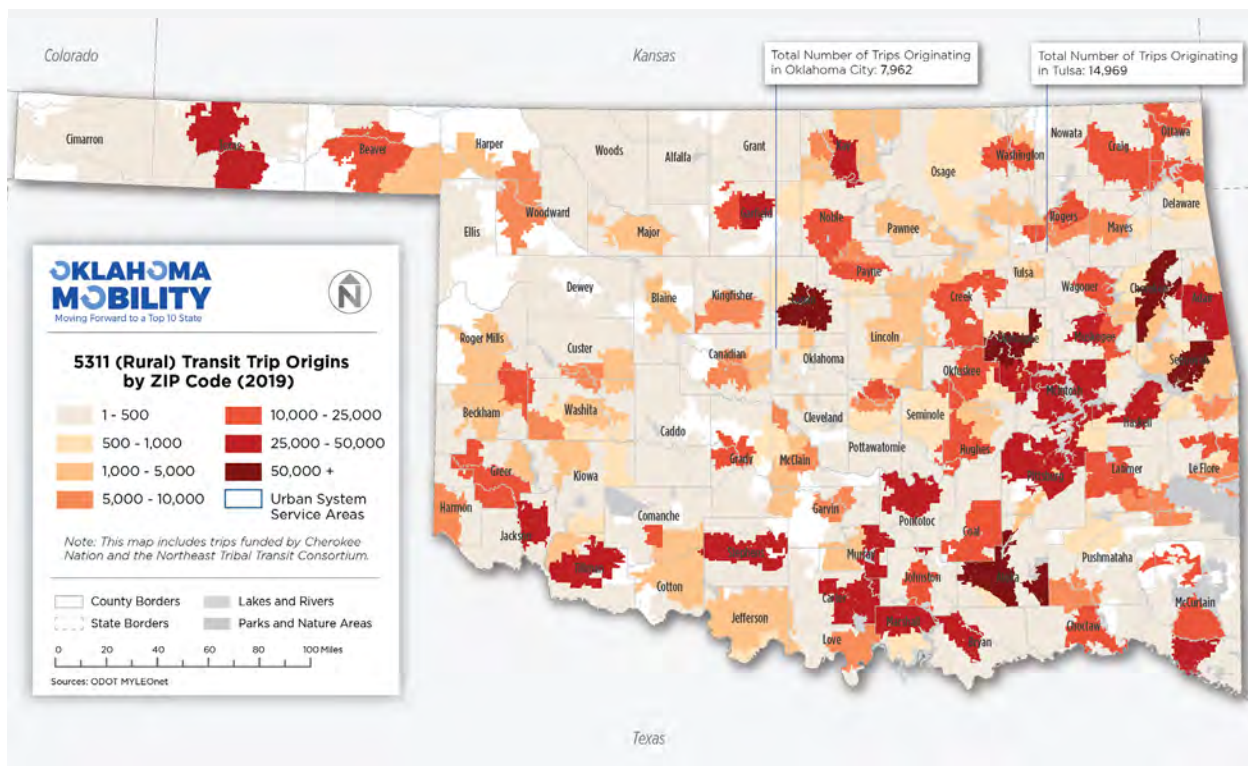 Colorado
Kansas
Total Number of Trips Originating
in Oklahoma City: 7,962
Total Number of Trips Originating
in Tulsa: 14,969
Cimarron
Beaver
Harper
Woods
Alfalfa
Grant
Kay
Osage
Washington
Nowata
Craig
Ottawa
Ellis
Woodward
Major
Garfield
Noble
Pawnee
Rogers
Mayes
Delaware
Dewey
Blaine
Kingfisher
Payne
Creek
Tulsa
Wagoner
Cherokee
Adair
Roger Mills
Custer
Canadian
Oklahoma
Lincoln
Okfuskee
Okmulgee
Muskogee
Sequoyah
Beckham
Washita
Caddo
Grady
McClain
Cleveland
Pottawatomie
Seminole
Hughes
McIntosh
Haskell
Pittsburg
Latimer
Le Flore
Harmon
Greer
Kiowa
Jackson
Tillman
Comanche
Cotton
Stephens
Garvin
Murray
Pontotoc
Coal
Pushmataha
Jefferson
Carter
Love
Johnston
Marshall
Atoka
Bryan
Choctaw
McCurtain
Texas
OKLAHOMA
MOBILITY
Moving Forward to a Top 10 State
N
5311 (Rural) Transit Trip Origins
by ZIP Code (2019)
1 - 500
500 - 1,000
1,000 - 5,000
5,000 - 10,000
10,000 - 25,000
25,000 - 50,000
50,000 +
Urban System
Service Areas
Note: This map includes trips funded by Cherokee
Nation and the Northeast Tribal Transit Consortium.
County Borders
State Borders
Lakes and Rivers
Parks and Nature Areas
0 20 40 60 80 100 Miles
Sources: ODOT MYLEOnet